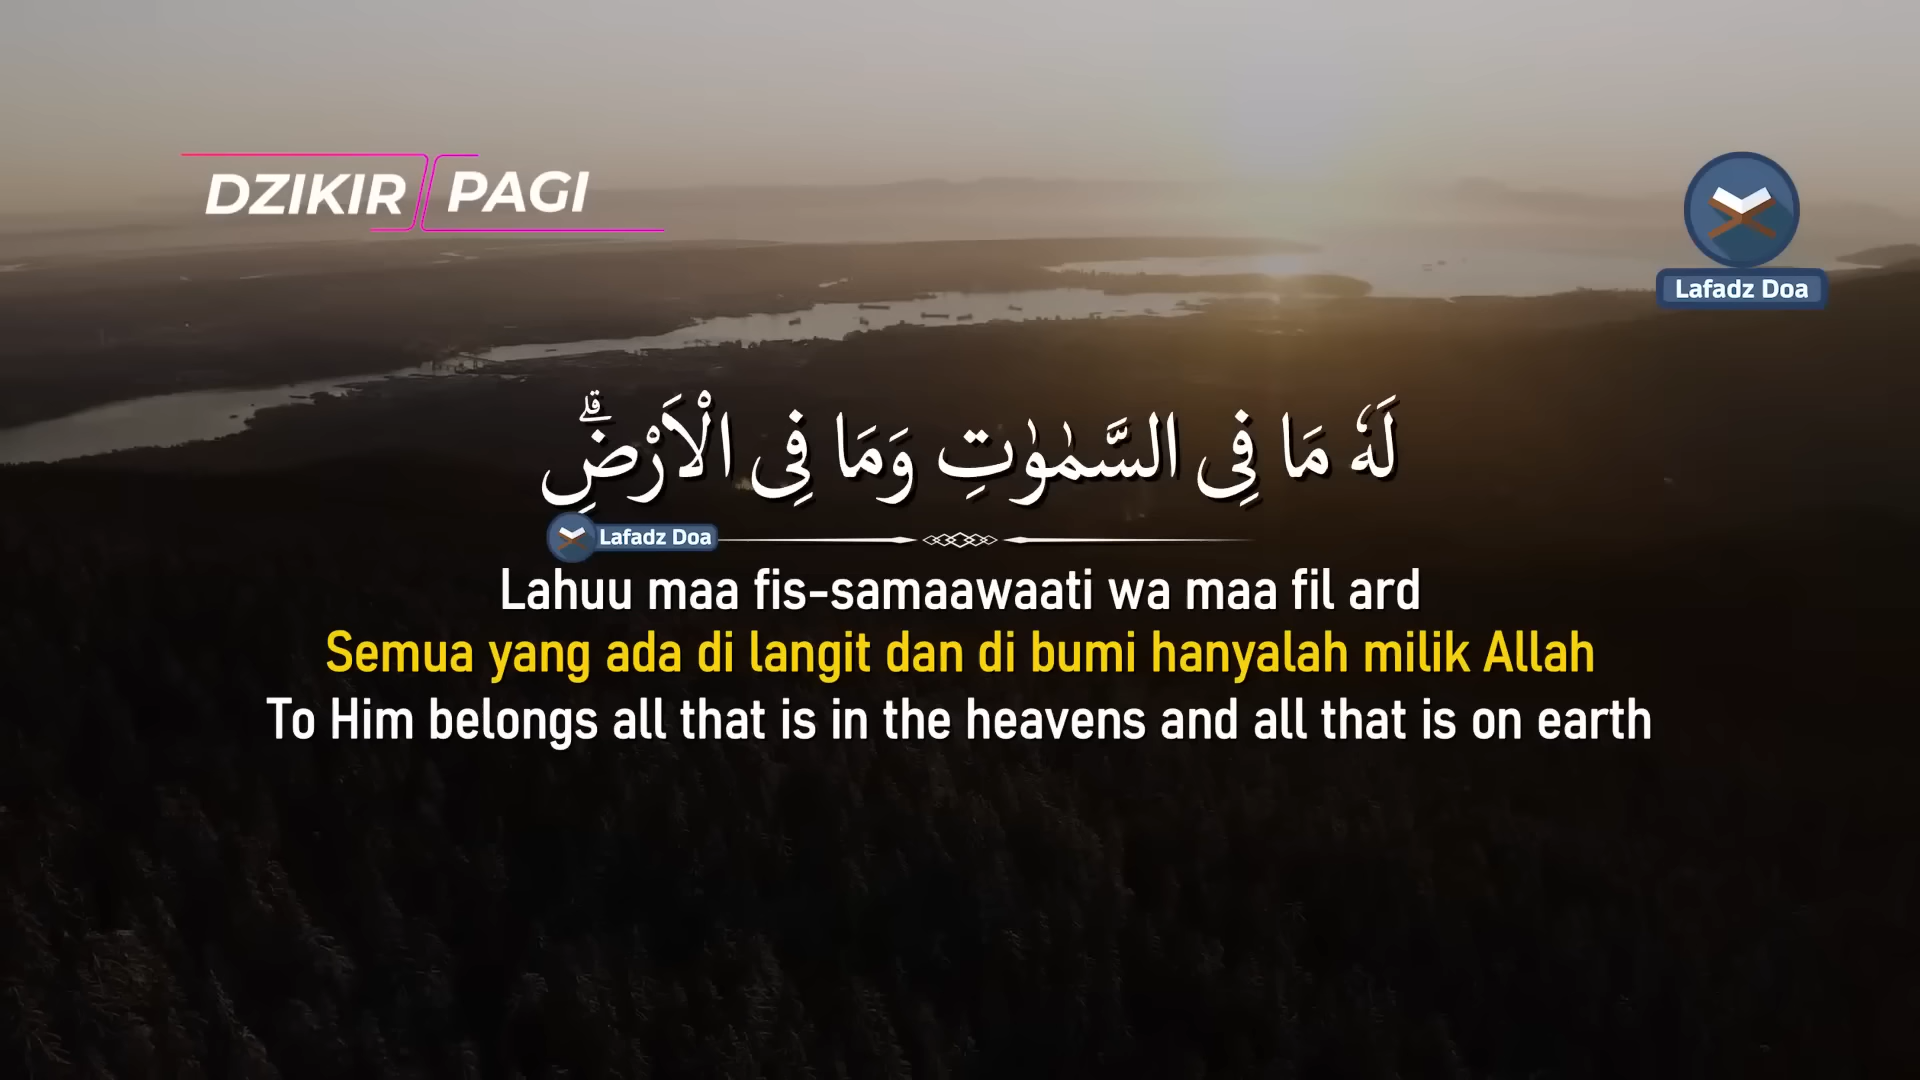 DZIKIR PAGI
Lafadz Doa
لَهٗ مَا فِى السَّمٰوٰتِ وَمَا فِى الْاَرْضِۗ
Lafadz Doa
Lahuu maa fis-samaawaati wa maa fil ard
Semua yang ada di langit dan di bumi hanyalah milik Allah
To Him belongs all that is in the heavens and all that is on earth